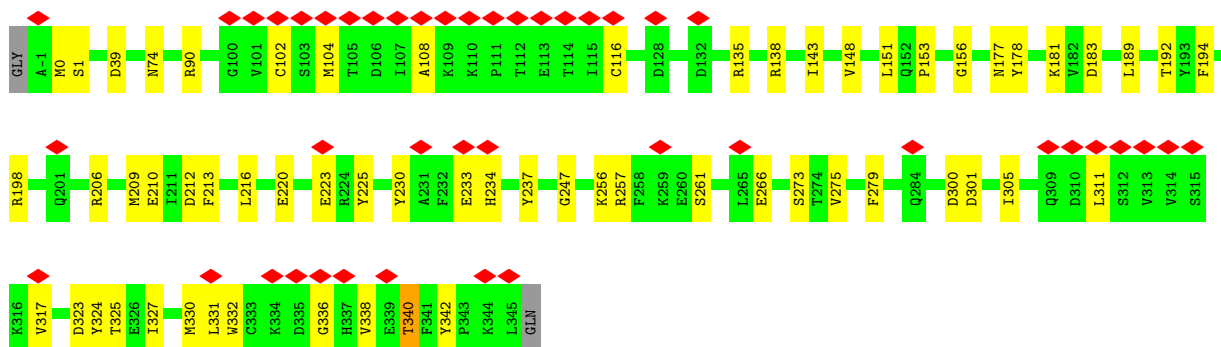 GLY A-1 M0 S1 D39 N74 R90 G100 V101 C102 S103 M104 T105 D106 I107 A108 K109 K110 P111 T112 E113 T114 I115 C116 D128 D132 R135 R138 I143 V148 L151 Q152 P153 G156 N177 Y178 K181 V182 D183 L189 T192 Y193 F194
R198 Q201 R206 M209 E210 I211 D212 F213 L216 E220 E223 R224 Y225 Y230 A231 F232 E233 H234 Y237 G247 K256 R257 F258 K259 E260 S261 L265 E266 S273 T274 V275 F279 Q284 D300 D301 I305 Q309 D310 L311 S312 V313 V314 S315
K316 V317 D323 Y324 T325 E326 I327 M330 L331 W332 C333 K334 D335 G336 H337 V338 E339 T340 F341 Y342 P343 K344 L345 GLN